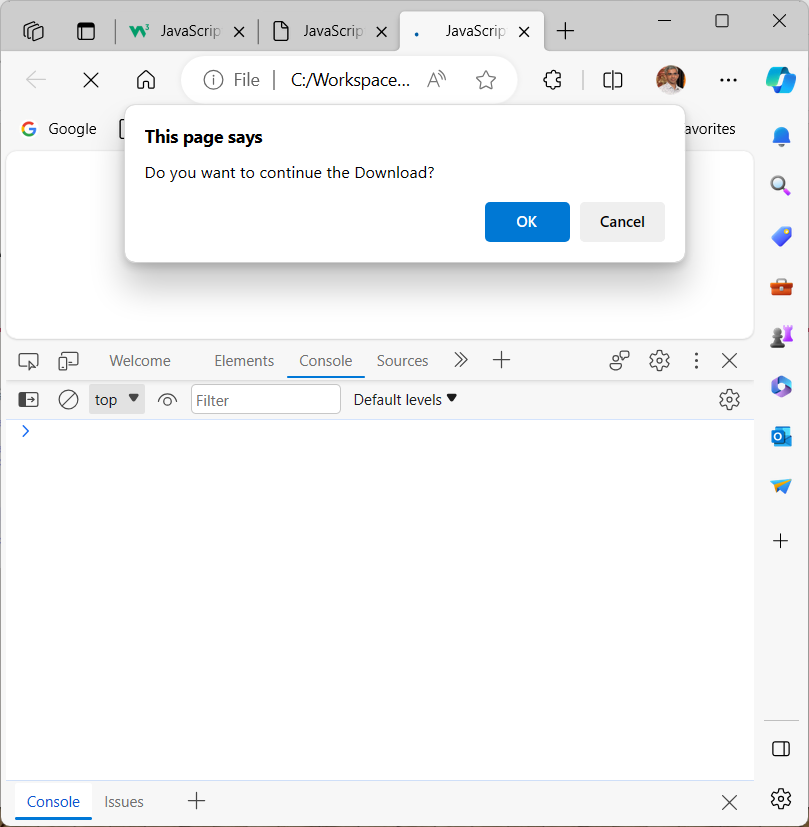 JavaScrip
JavaScrip
JavaScrip
File
C:/Workspace...
Google
avorites
This page says
Do you want to continue the Download?
OK
Cancel
Welcome
Elements
Console
Sources
top
Filter
Default levels
Console
Issues